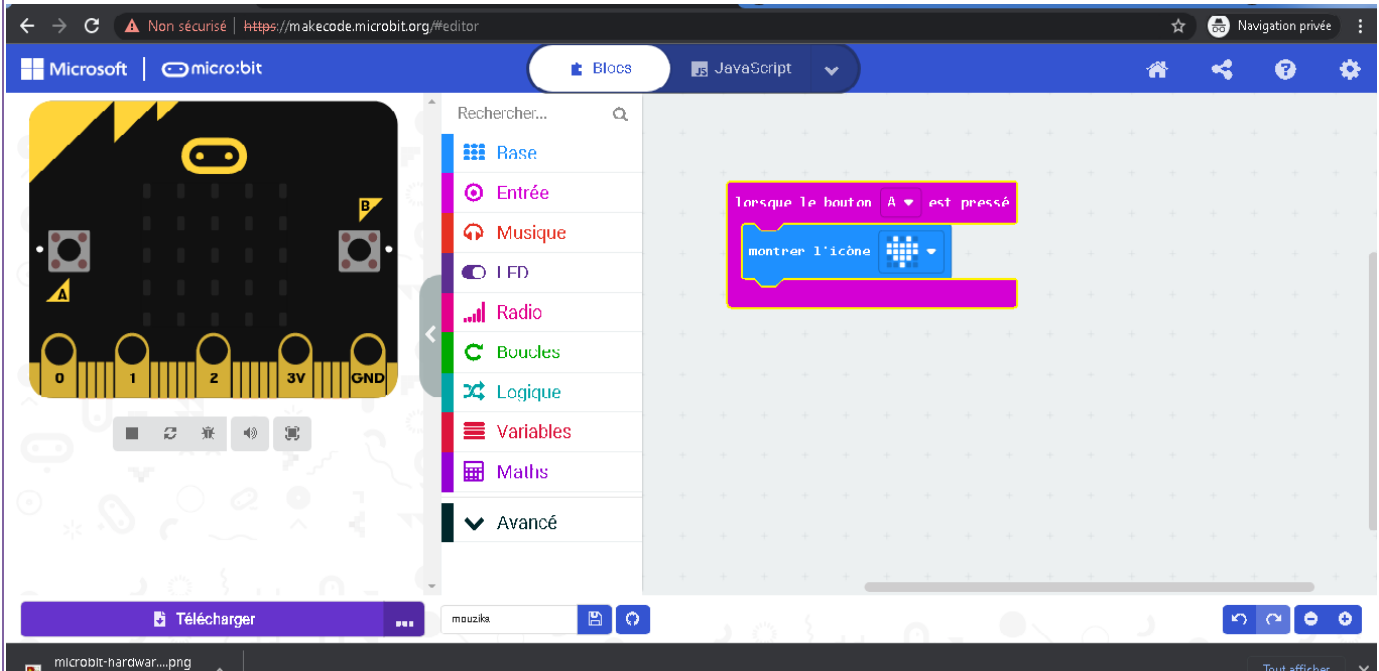 Non sécurisé | https://makecode.microbit.org/#editor
Navigation privée
Microsoft
micro:bit
Blocs
JS JavaScript
Rechercher...
Base
Entrée
Musique
LED
Radio
Boucles
Logique
Variables
Maths
Avancé
lorsque le bouton A est pressé
montrer l'icône
B
A
0 1 2 3V GND
Télécharger
mouzika
microbit-hardwar....png
Tout afficher